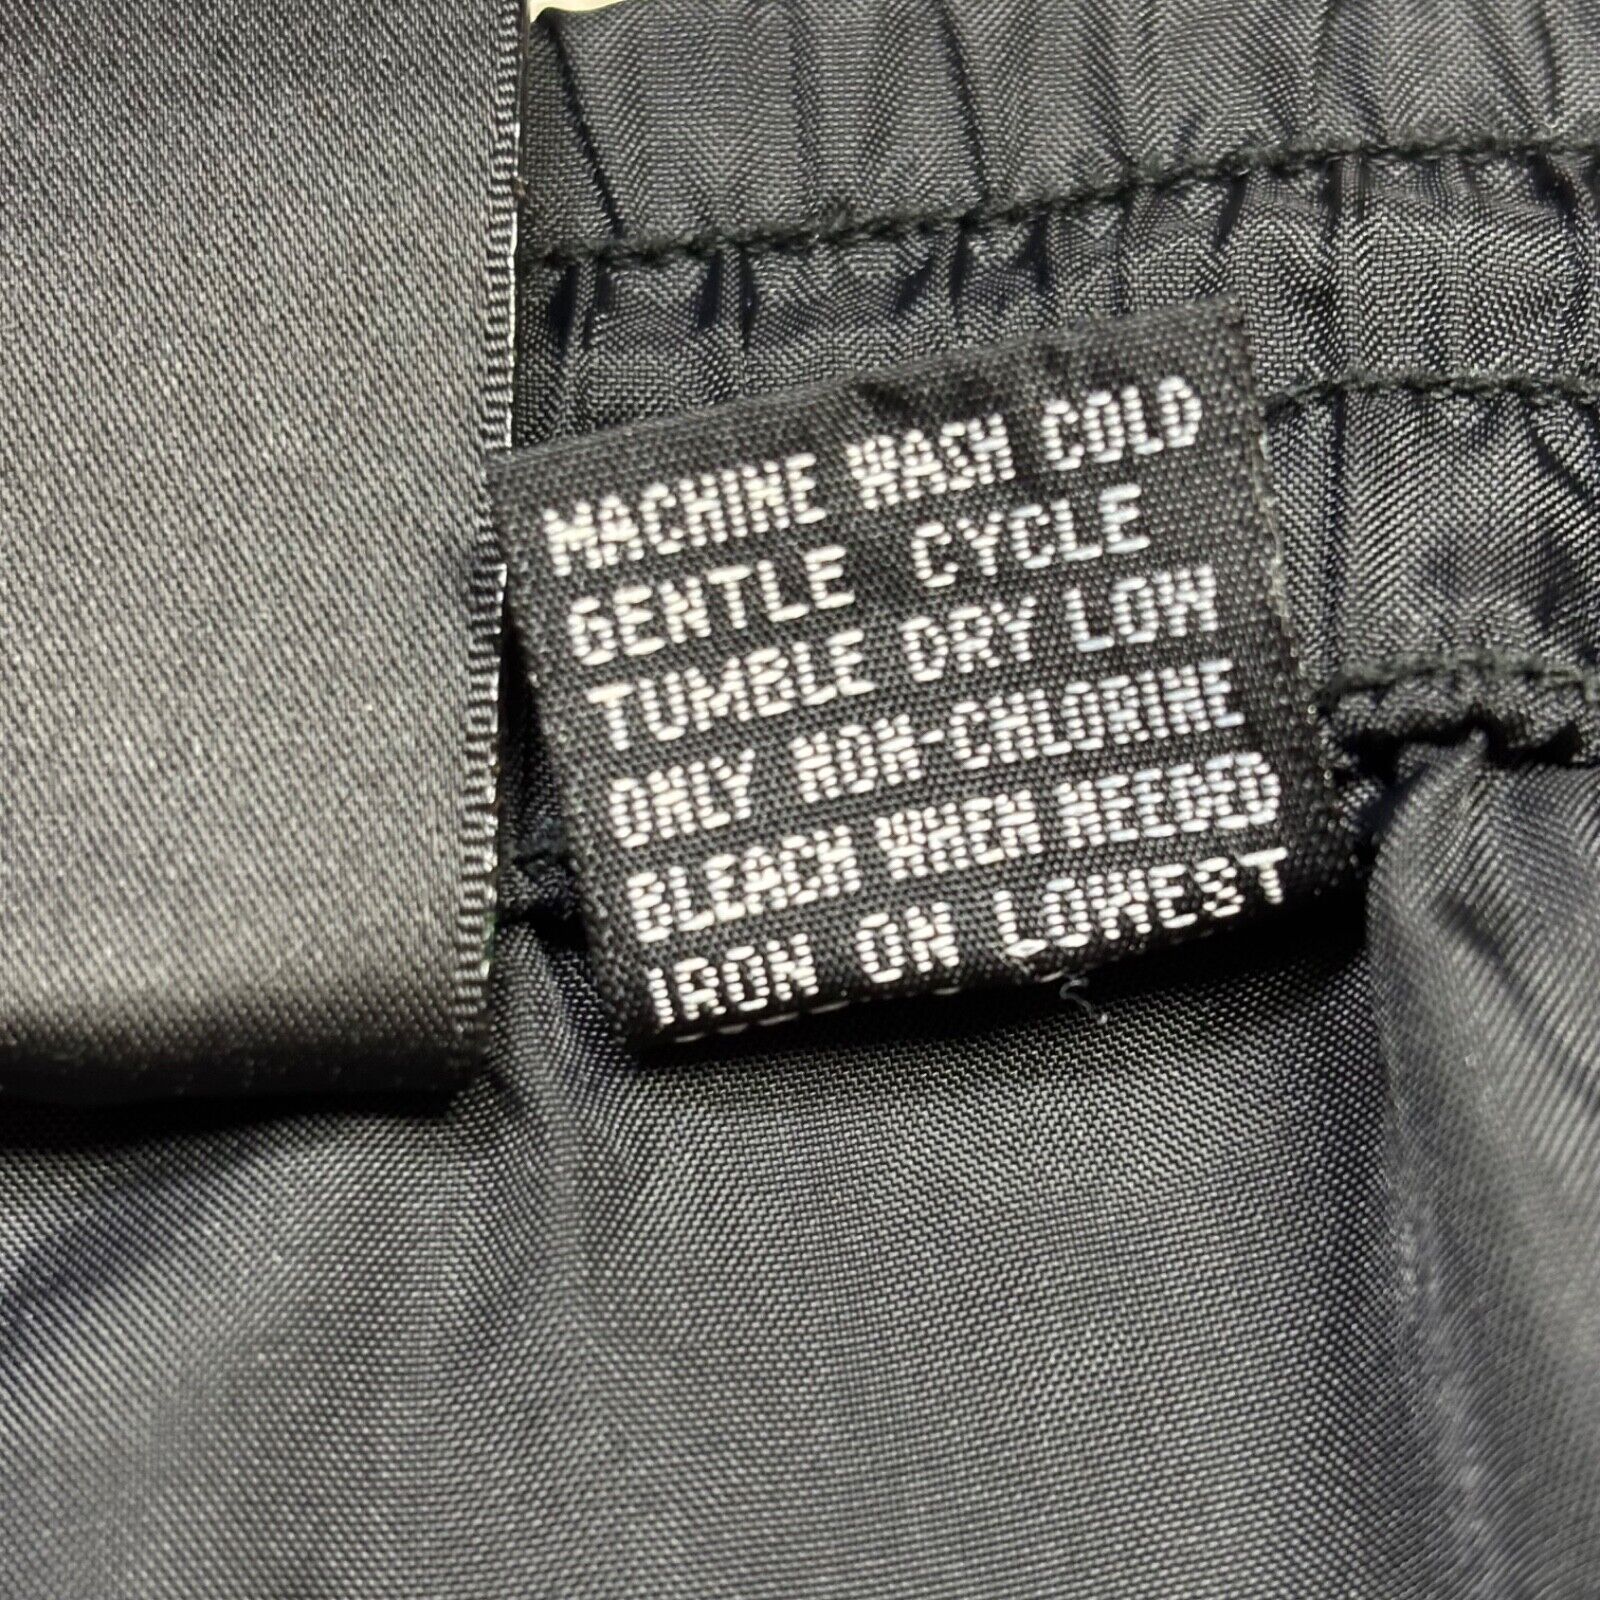 MACHINE WASH COLD
GENTLE CYCLE
TUMBLE DRY LOW
ONLY NON-CHLORINE
BLEACH WHEN NEEDED
IRON ON LOWEST